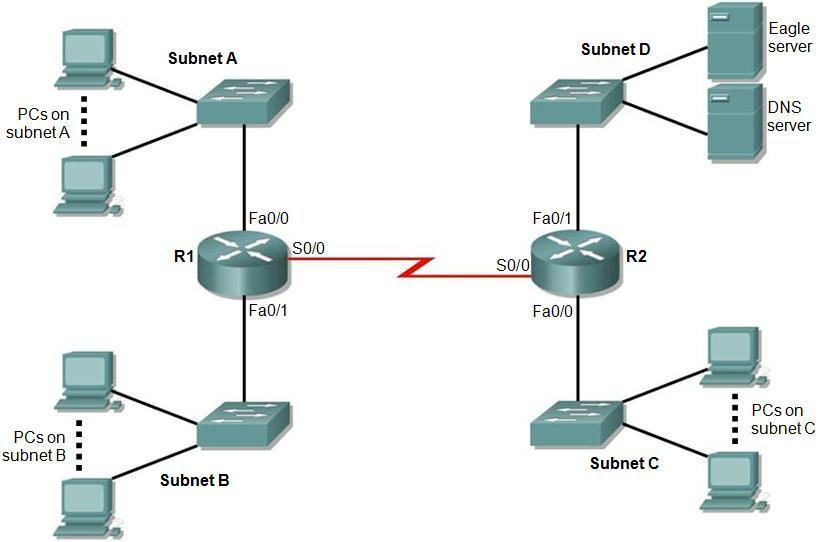 Subnet A
PCs on
subnet A
Fa0/0
R1
S0/0
Fa0/1
PCs on
subnet B
Subnet B
Subnet D
Eagle
server
DNS
server
Fa0/1
S0/0
R2
Fa0/0
PCs on
subnet C
Subnet C